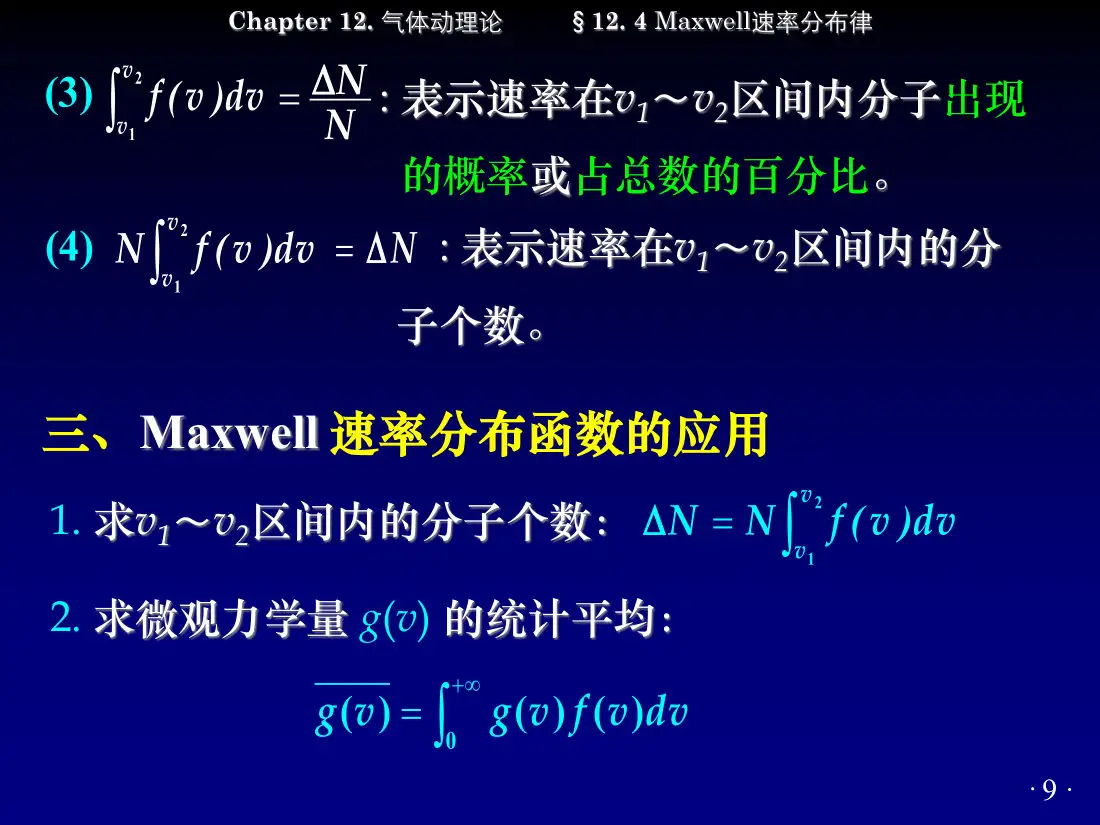 Chapter 12. 气体动理论 §12. 4 Maxwell速率分布律
(3) ∫_{v₁}^{v₂} f(v)dv = ΔN/N : 表示速率在v₁～v₂区间内分子出现
的概率或占总数的百分比。
(4) N∫_{v₁}^{v₂} f(v)dv = ΔN : 表示速率在v₁～v₂区间内的分
子个数。
三、Maxwell 速率分布函数的应用
1. 求v₁～v₂区间内的分子个数： ΔN = N∫_{v₁}^{v₂} f(v)dv
2. 求微观力学量 g(v) 的统计平均：
\overline{g(v)} = ∫_{0}^{+∞} g(v)f(v)dv
· 9 ·